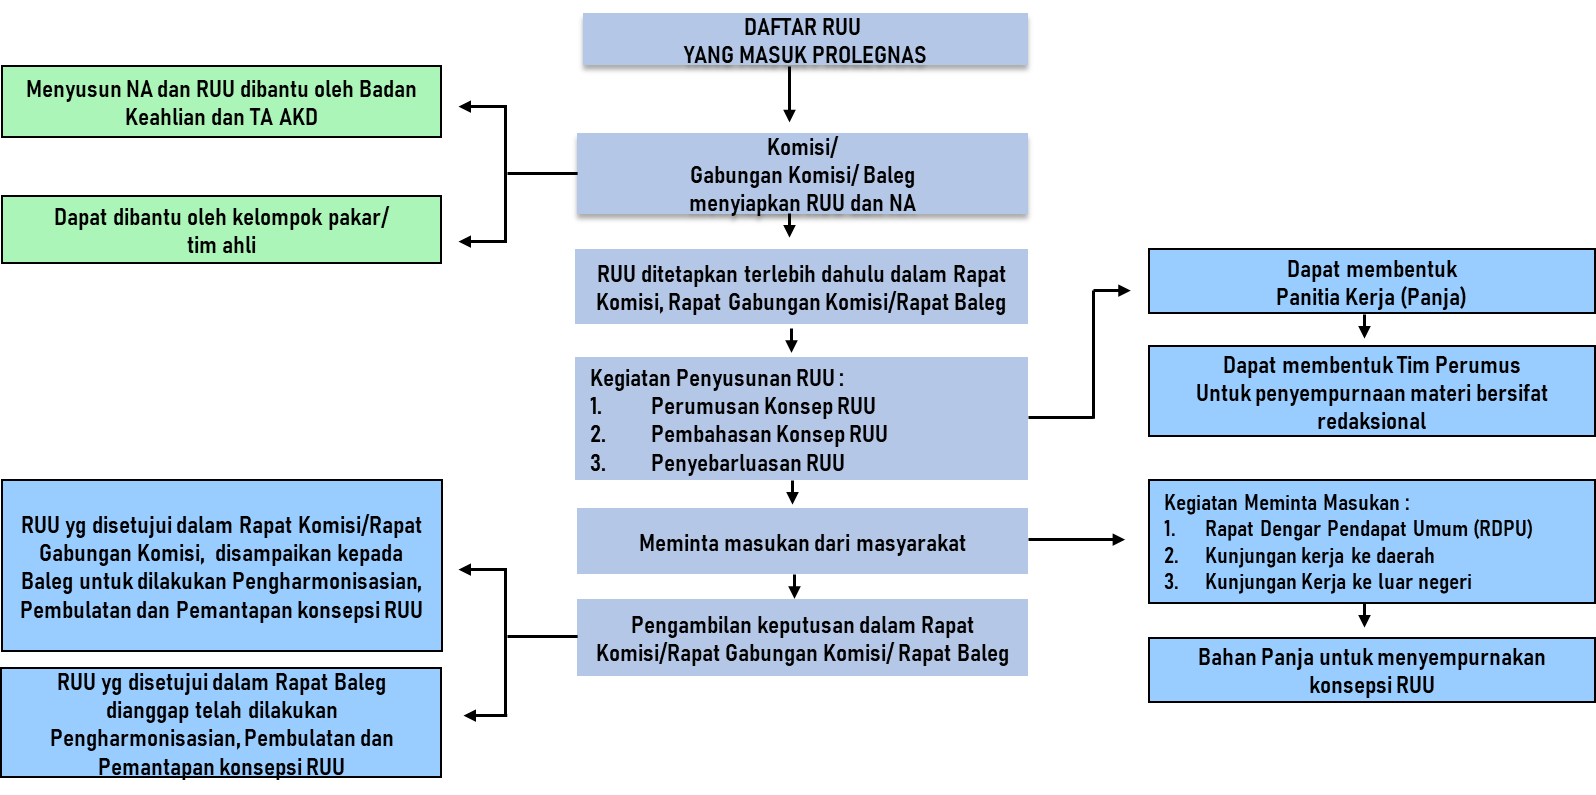 DAFTAR RUU
YANG MASUK PROLEGNAS
Menyusun NA dan RUU dibantu oleh Badan
Keahlian dan TA AKD
Komisi/
Gabungan Komisi/ Baleg
menyiapkan RUU dan NA
Dapat dibantu oleh kelompok pakar/
tim ahli
RUU ditetapkan terlebih dahulu dalam Rapat
Komisi, Rapat Gabungan Komisi/Rapat Baleg
Dapat membentuk
Panitia Kerja (Panja)
Dapat membentuk Tim Perumus
Untuk penyempurnaan materi bersifat
redaksional
Kegiatan Penyusunan RUU :
1. Perumusan Konsep RUU
2. Pembahasan Konsep RUU
3. Penyebarluasan RUU
Meminta masukan dari masyarakat
Kegiatan Meminta Masukan :
1. Rapat Dengar Pendapat Umum (RDPU)
2. Kunjungan kerja ke daerah
3. Kunjungan Kerja ke luar negeri
Bahan Panja untuk menyempurnakan
konsepsi RUU
Pengambilan keputusan dalam Rapat
Komisi/Rapat Gabungan Komisi/ Rapat Baleg
RUU yg disetujui dalam Rapat Komisi/Rapat
Gabungan Komisi, disampaikan kepada
Baleg untuk dilakukan Pengharmonisasian,
Pembulatan dan Pemantapan konsepsi RUU
RUU yg disetujui dalam Rapat Baleg
dianggap telah dilakukan
Pengharmonisasian, Pembulatan dan
Pemantapan konsepsi RUU